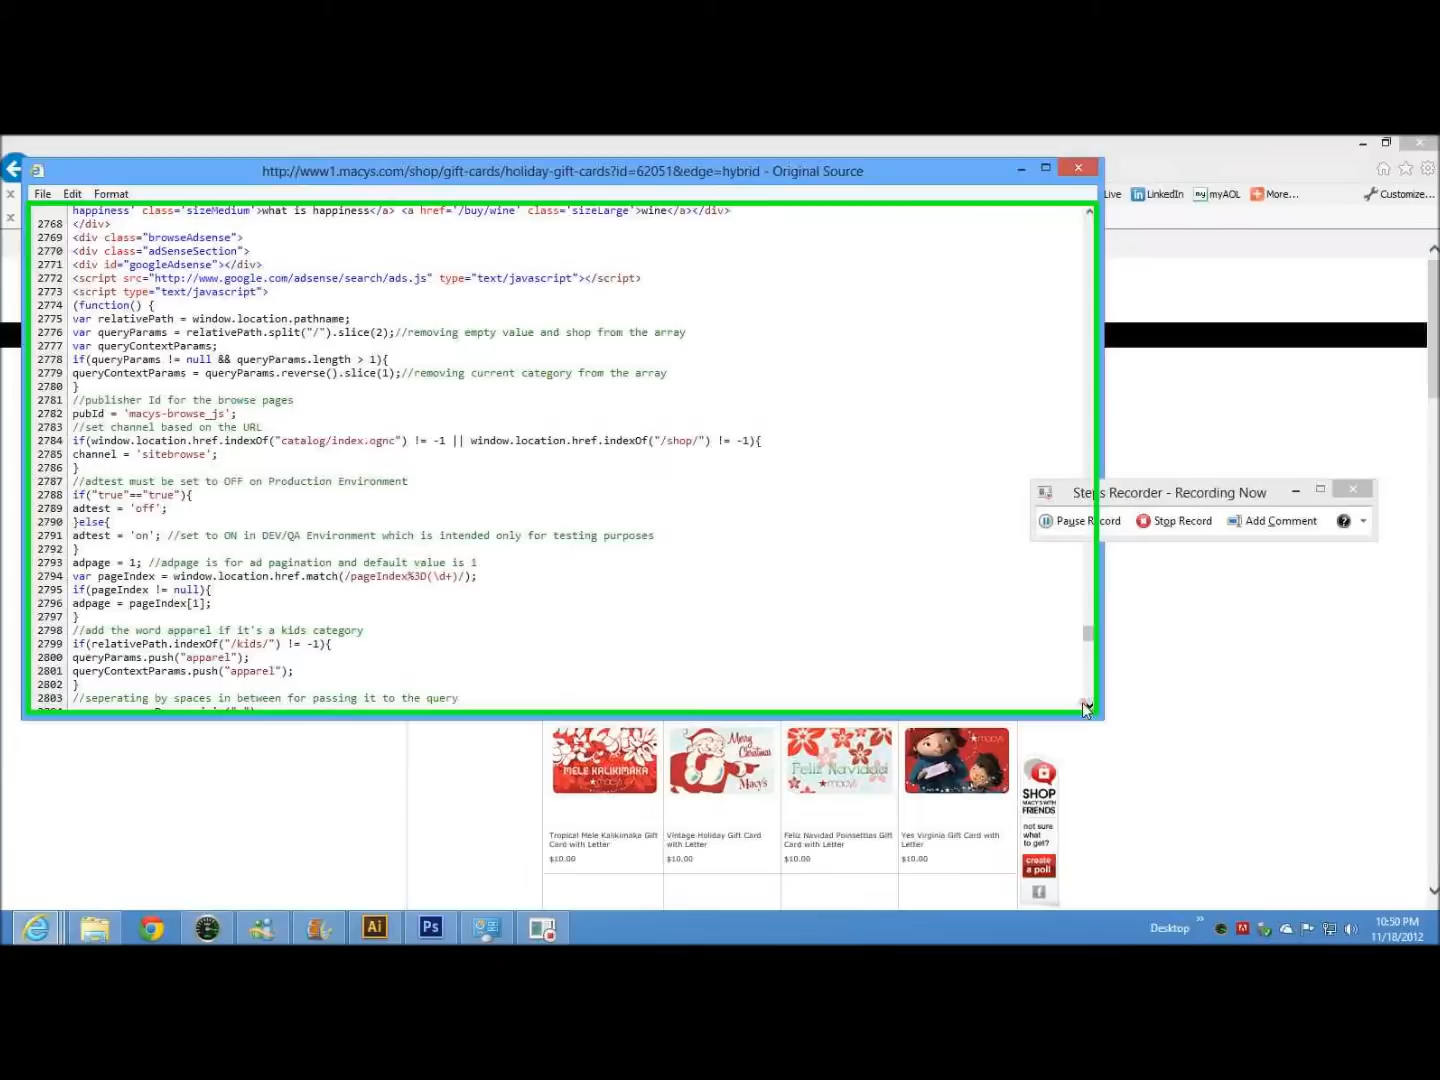 http://www1.macys.com/shop/gift-cards/holiday-gift-cards?id=62051&edge=hybrid - Original Source
File Edit Format
Live LinkedIn myAOL More... Customize...
happiness' class='sizeMedium'>what is happiness</a> <a href='/buy/wine' class='sizeLarge'>wine</a></div>
2768 </div>
2769 <div class="browseAdsense">
2770 <div class="adSenseSection">
2771 <div id="googleAdsense"></div>
2772 <script src="http://www.google.com/adsense/search/ads.js" type="text/javascript"></script>
2773 <script type="text/javascript">
2774 (function() {
2775 var relativePath = window.location.pathname;
2776 var queryParams = relativePath.split("/").slice(2);//removing empty value and shop from the array
2777 var queryContextParams;
2778 if(queryParams != null && queryParams.length > 1){
2779 queryContextParams = queryParams.reverse().slice(1);//removing current category from the array
2780 }
2781 //publisher Id for the browse pages
2782 pubId = 'macys-browse_js';
2783 //set channel based on the URL
2784 if(window.location.href.indexOf("catalog/index.ognc") != -1 || window.location.href.indexOf("/shop/") != -1){
2785 channel = 'sitebrowse';
2786 }
2787 //adtest must be set to OFF on Production Environment
2788 if("true"=="true"){
2789 adtest = 'off';
2790 }else{
2791 adtest = 'on'; //set to ON in DEV/QA Environment which is intended only for testing purposes
2792 }
2793 adpage = 1; //adpage is for ad pagination and default value is 1
2794 var pageIndex = window.location.href.match(/pageIndex%3D(\d+)/);
2795 if(pageIndex != null){
2796 adpage = pageIndex[1];
2797 }
2798 //add the word apparel if it's a kids category
2799 if(relativePath.indexOf("/kids/") != -1){
2800 queryParams.push("apparel");
2801 queryContextParams.push("apparel");
2802 }
2803 //seperating by spaces in between for passing it to the query
Steps Recorder - Recording Now
Pause Record Stop Record Add Comment
MELE KALIKIMAKA
macys
Merry Christmas
Macy's
Feliz Navidad
macys
macys
Tropical Mele Kalikimaka Gift Card with Letter
$10.00
Vintage Holiday Gift Card with Letter
$10.00
Feliz Navidad Poinsettias Gift Card with Letter
$10.00
Yes Virginia Gift Card with Letter
$10.00
SHOP
MACY'S WITH
FRIENDS
not sure
what
to get?
create
a poll
f
Ai Ps
Desktop
10:50 PM
11/18/2012